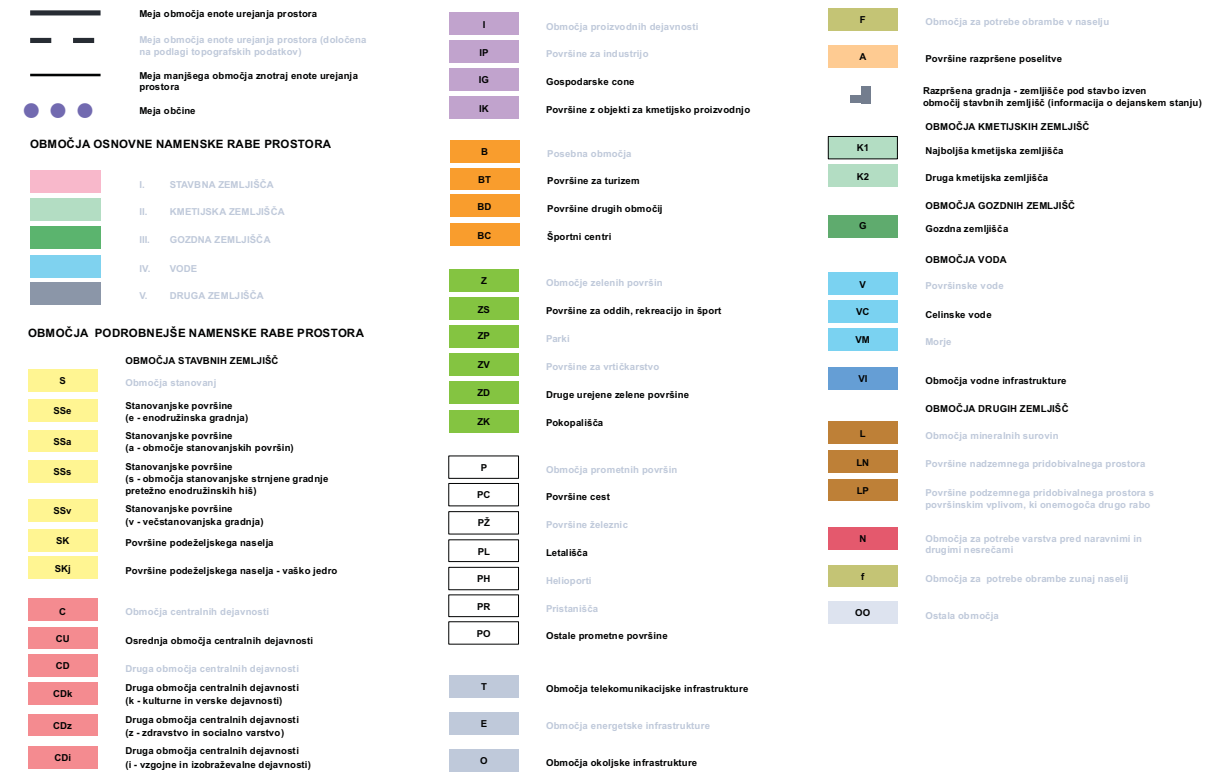 Meja območja enote urejanja prostora
Meja območja enote urejanja prostora (določena
na podlagi topografskih podatkov)
Meja manjšega območja znotraj enote urejanja
prostora
Meja občine
OBMOČJA OSNOVNE NAMENSKE RABE PROSTORA
I. STAVBNA ZEMLJIŠČA
II. KMETIJSKA ZEMLJIŠČA
III. GOZDNA ZEMLJIŠČA
IV. VODE
V. DRUGA ZEMLJIŠČA
OBMOČJA PODROBNEJŠE NAMENSKE RABE PROSTORA
OBMOČJA STAVBNIH ZEMLJIŠČ
S Območja stanovanj
SSe Stanovanjske površine
(e - enodružinska gradnja)
SSa Stanovanjske površine
(a - območje stanovanjskih površin)
SSs Stanovanjske površine
(s - območja stanovanjske strnjene gradnje
pretežno enodružinskih hiš)
SSv Stanovanjske površine
(v - večstanovanjska gradnja)
SK Površine podeželjskega naselja
SKj Površine podeželjskega naselja - vaško jedro
C Območja centralnih dejavnosti
CU Osrednja območja centralnih dejavnosti
CD Druga območja centralnih dejavnosti
CDk Druga območja centralnih dejavnosti
(k - kulturne in verske dejavnosti)
CDz Druga območja centralnih dejavnosti
(z - zdravstvo in socialno varstvo)
CDi Druga območja centralnih dejavnosti
(i - vzgojne in izobraževalne dejavnosti)
I Območja proizvodnih dejavnosti
IP Površine za industrijo
IG Gospodarske cone
IK Površine z objekti za kmetijsko proizvodnjo
B Posebna območja
BT Površine za turizem
BD Površine drugih območij
BC Športni centri
Z Območje zelenih površin
ZS Površine za oddih, rekreacijo in šport
ZP Parki
ZV Površine za vrtičkarstvo
ZD Druge urejene zelene površine
ZK Pokopališča
P Območja prometnih površin
PC Površine cest
PŽ Površine železnic
PL Letališča
PH Helioporti
PR Pristanišča
PO Ostale prometne površine
T Območja telekomunikacijske infrastrukture
E Območja energetske infrastrukture
O Območja okoljske infrastrukture
F Območja za potrebe obrambe v naselju
A Površine razpršene poselitve
Razpršena gradnja - zemljišče pod stavbo izven
območij stavbnih zemljišč (informacija o dejanskem stanju)
OBMOČJA KMETIJSKIH ZEMLJIŠČ
K1 Najboljša kmetijska zemljišča
K2 Druga kmetijska zemljišča
OBMOČJA GOZDNIH ZEMLJIŠČ
G Gozdna zemljišča
OBMOČJA VODA
V Površinske vode
VC Celinske vode
VM Morje
VI Območja vodne infrastrukture
OBMOČJA DRUGIH ZEMLJIŠČ
L Območja mineralnih surovin
LN Površine nadzemnega pridobivalnega prostora
LP Površine podzemnega pridobivalnega prostora s
površinskim vplivom, ki onemogoča drugo rabo
N Območja za potrebe varstva pred naravnimi in
drugimi nesrečami
f Območja za potrebe obrambe zunaj naselij
OO Ostala območja